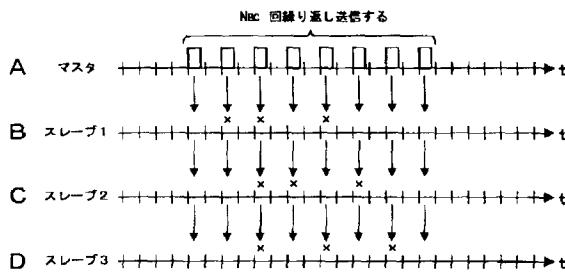 NBC 回繰り返し送信する
A マスタ t
× × ×
B スレーブ1 t
× × ×
C スレーブ2 t
× × ×
D スレーブ3 t